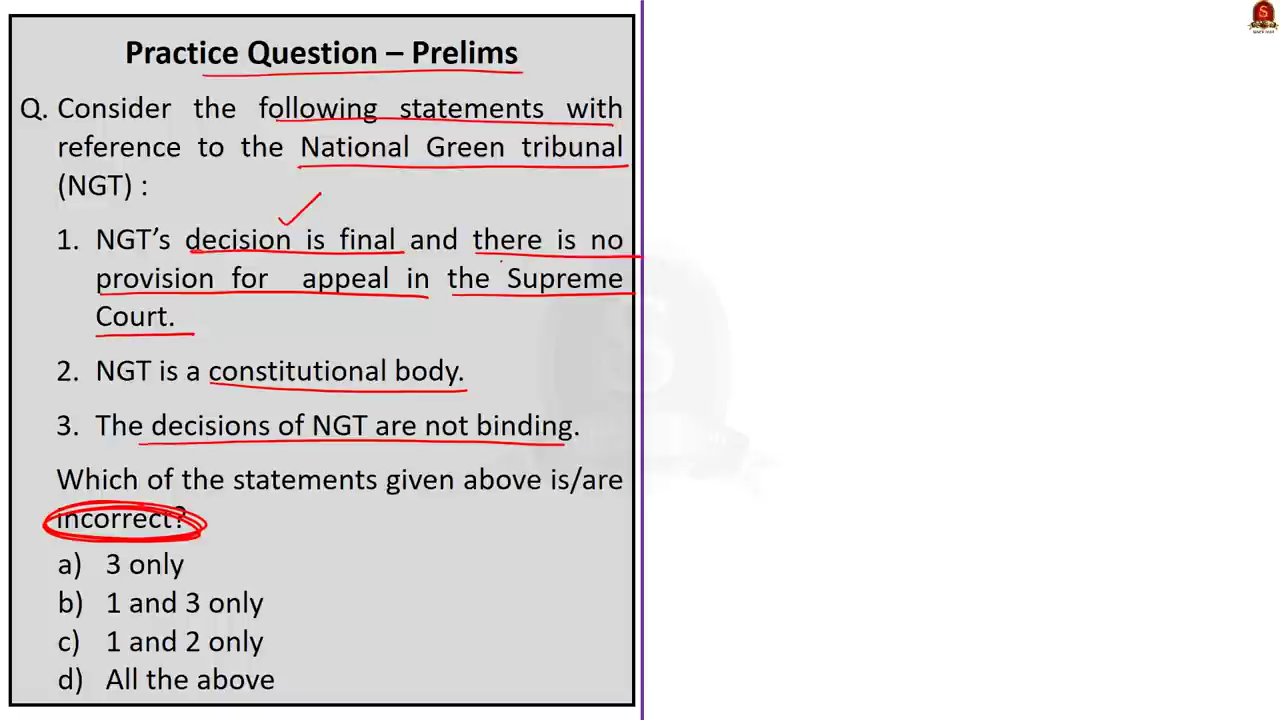 Practice Question – Prelims
Q. Consider the following statements with
reference to the National Green tribunal
(NGT) :
1. NGT’s decision is final and there is no
provision for appeal in the Supreme
Court.
2. NGT is a constitutional body.
3. The decisions of NGT are not binding.
Which of the statements given above is/are
incorrect?
a) 3 only
b) 1 and 3 only
c) 1 and 2 only
d) All the above
S